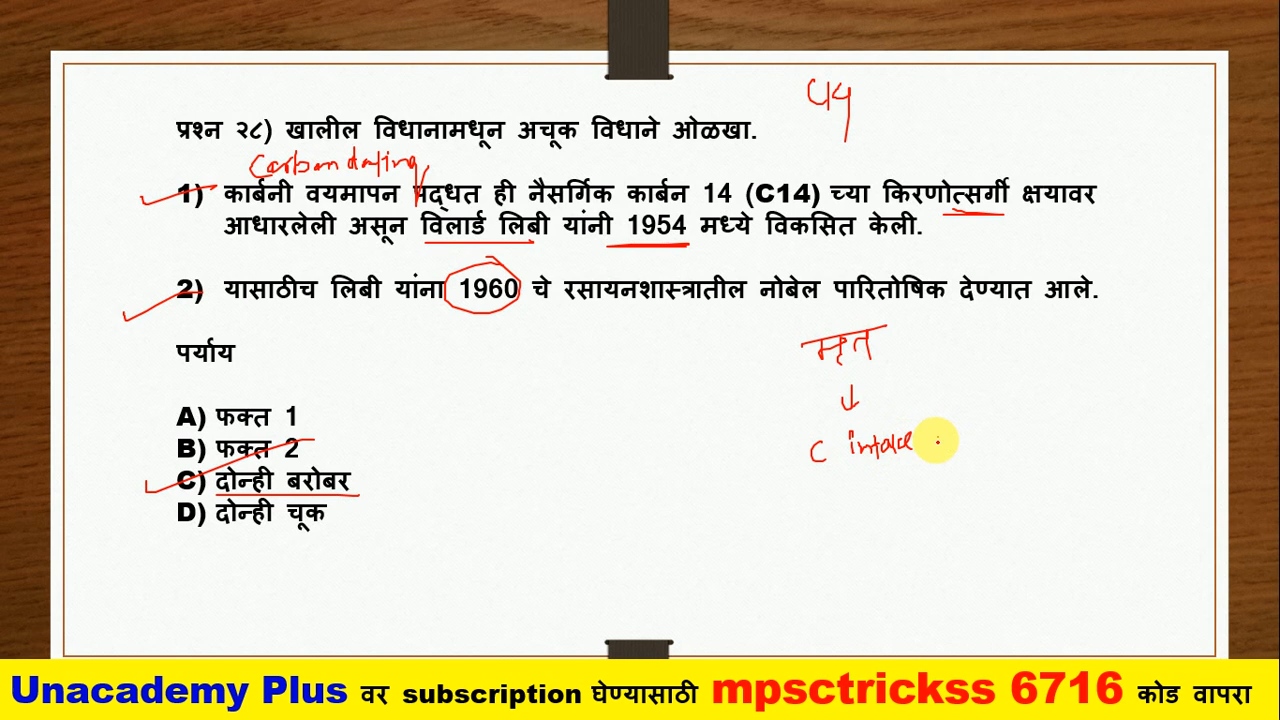 प्रश्न २८) खालील विधानामधून अचूक विधाने ओळखा.
Carbon dating
1) कार्बनी वयमापन पद्धत ही नैसर्गिक कार्बन 14 (C14) च्या किरणोत्सर्गी क्षयावर
आधारलेली असून विलार्ड लिबी यांनी 1954 मध्ये विकसित केली.
2) यासाठीच लिबी यांना 1960 चे रसायनशास्त्रातील नोबेल पारितोषिक देण्यात आले.
मृत
पर्याय
A) फक्त 1
B) फक्त 2
C intake
C) दोन्ही बरोबर
D) दोन्ही चूक
Unacademy Plus वर subscription घेण्यासाठी mpsctrickss 6716 कोड वापरा